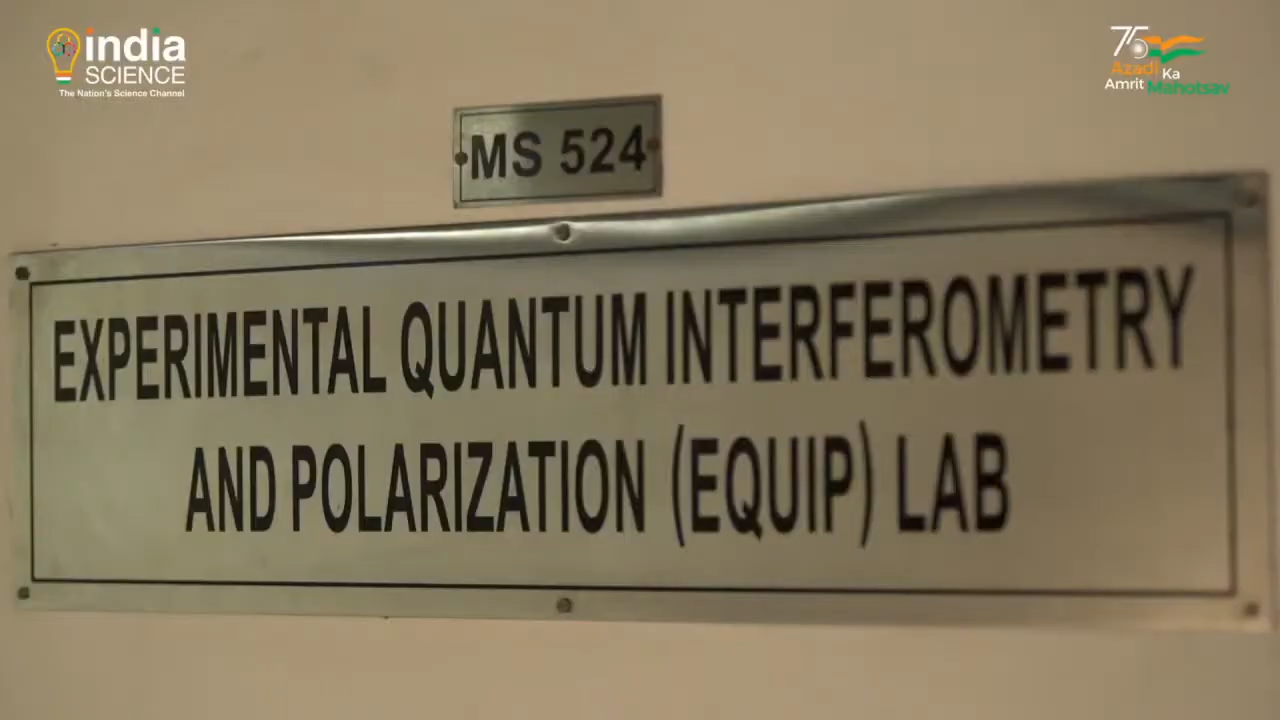 india
SCIENCE
The Nation's Science Channel
75
Azadi
Ka
Amrit
Mahotsav
MS 524
EXPERIMENTAL QUANTUM INTERFEROMETRY
AND POLARIZATION (EQUIP) LAB